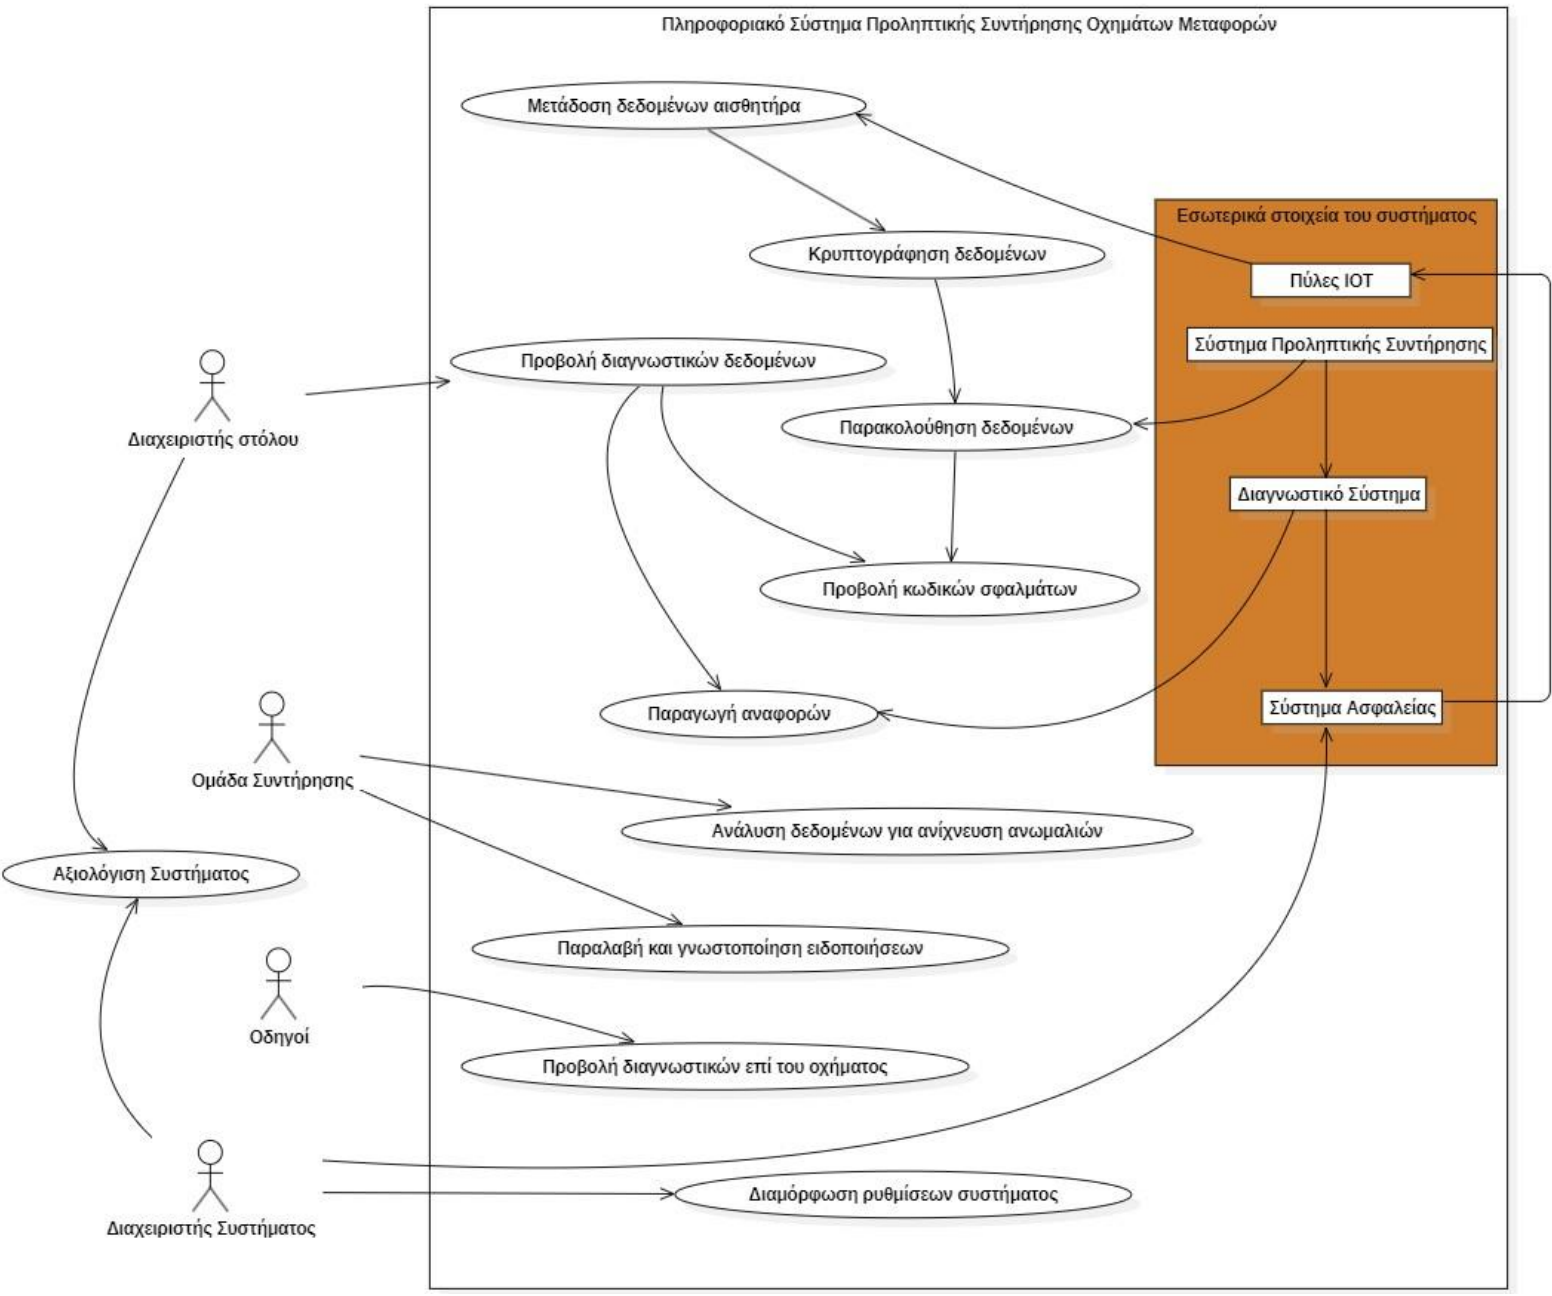 Πληροφοριακό Σύστημα Προληπτικής Συντήρησης Οχημάτων Μεταφορών
Μετάδοση δεδομένων αισθητήρα
Εσωτερικά στοιχεία του συστήματος
Κρυπτογράφηση δεδομένων
Πύλες ΙΟΤ
Σύστημα Προληπτικής Συντήρησης
Προβολή διαγνωστικών δεδομένων
Παρακολούθηση δεδομένων
Διαχειριστής στόλου
Διαγνωστικό Σύστημα
Προβολή κωδικών σφαλμάτων
Παραγωγή αναφορών
Σύστημα Ασφαλείας
Ομάδα Συντήρησης
Ανάλυση δεδομένων για ανίχνευση ανωμαλιών
Αξιολόγιση Συστήματος
Παραλαβή και γνωστοποίηση ειδοποιήσεων
Οδηγοί
Προβολή διαγνωστικών επί του οχήματος
Διαμόρφωση ρυθμίσεων συστήματος
Διαχειριστής Συστήματος